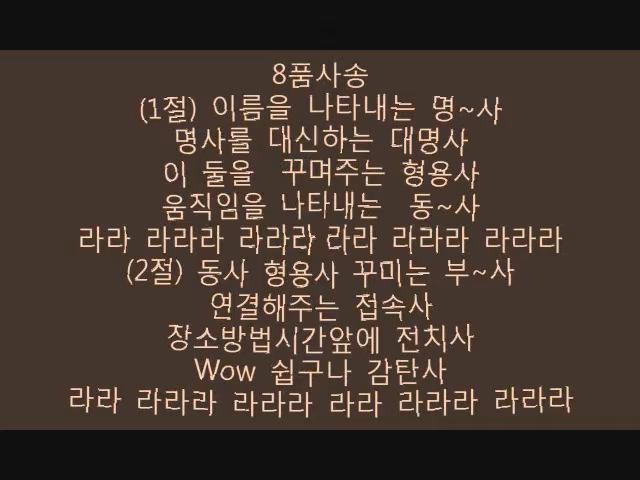 8품사송
(1절) 이름을 나타내는 명~사
명사를 대신하는 대명사
이 둘을 꾸며주는 형용사
움직임을 나타내는 동~사
라라 라라라 라라라 라라 라라라 라라라
(2절) 동사 형용사 꾸미는 부~사
연결해주는 접속사
장소방법시간앞에 전치사
Wow 쉽구나 감탄사
라라 라라라 라라라 라라 라라라 라라라